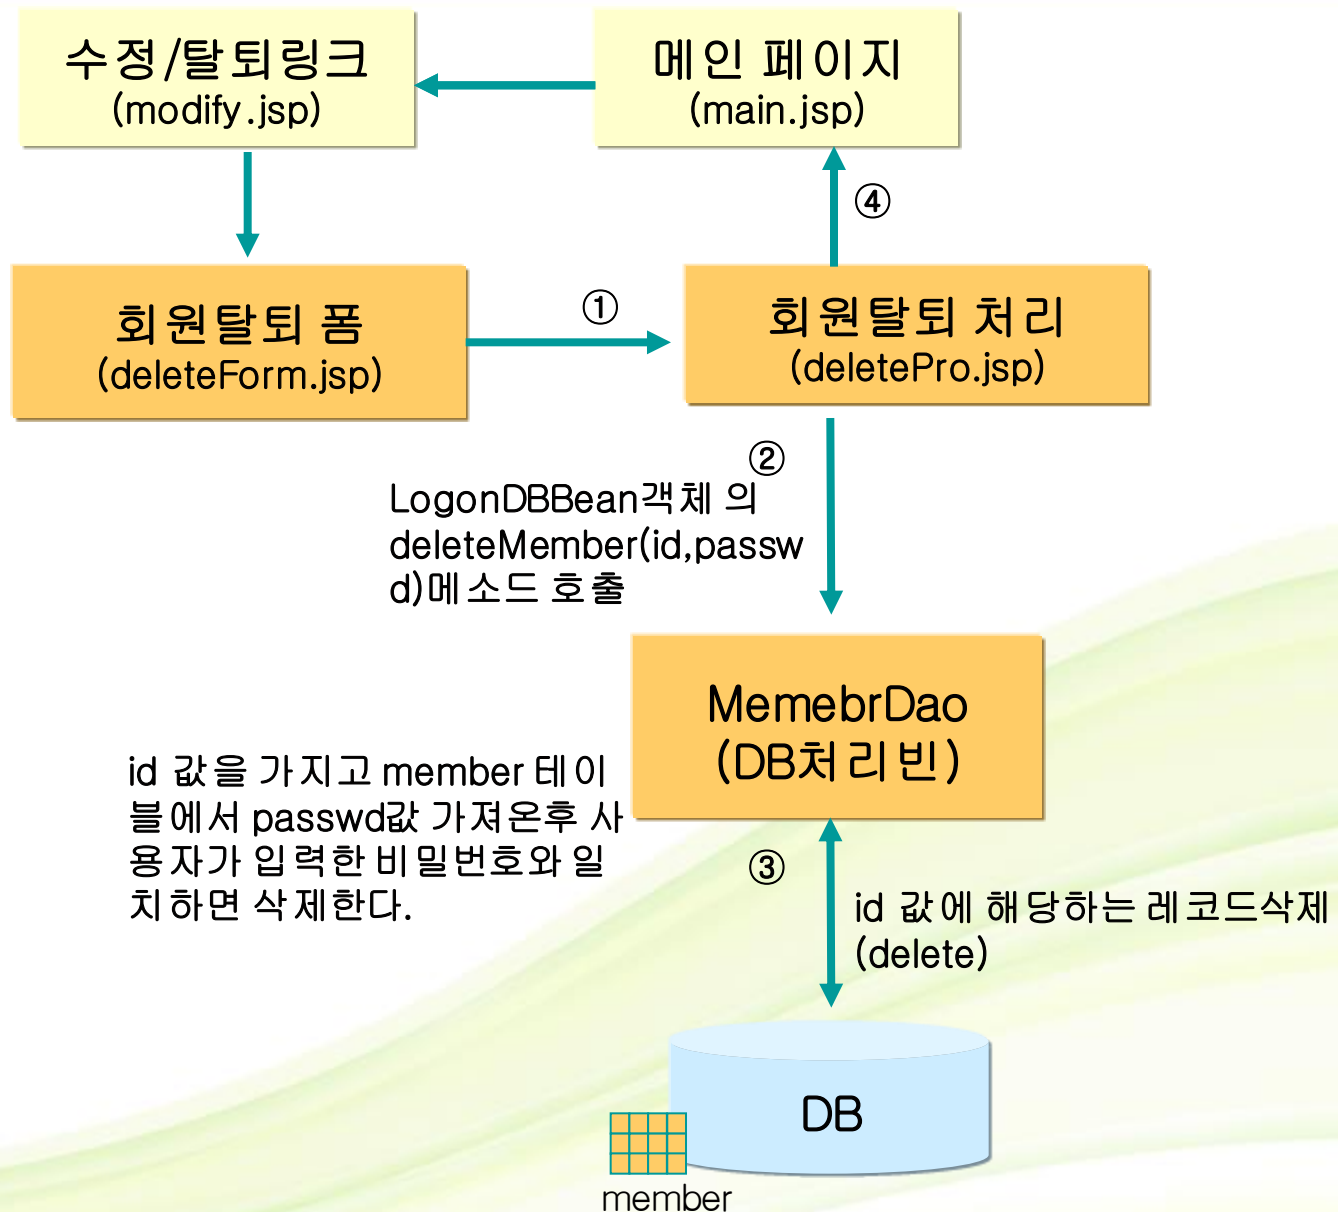 수정/탈퇴링크
(modify.jsp)
메인 페이지
(main.jsp)
④
회원탈퇴 폼
(deleteForm.jsp)
①
회원탈퇴 처리
(deletePro.jsp)
②
LogonDBBean객체 의
deleteMember(id,passw
d)메소드 호출
MemebrDao
(DB처리빈)
id 값을 가지고 member 테이
블에서 passwd값 가져온후 사
용자가 입력한 비밀번호와 일
치하면 삭제한다.
③
id 값에 해당하는 레코드삭제
(delete)
DB
member